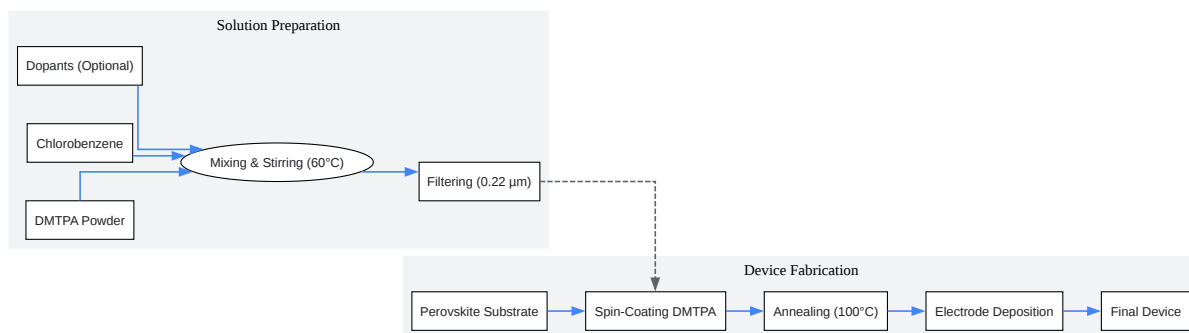 Solution Preparation
Dopants (Optional)
Chlorobenzene
Mixing & Stirring (60°C)
Filtering (0.22 µm)
DMTPA Powder
Device Fabrication
Perovskite Substrate
Spin-Coating DMTPA
Annealing (100°C)
Electrode Deposition
Final Device